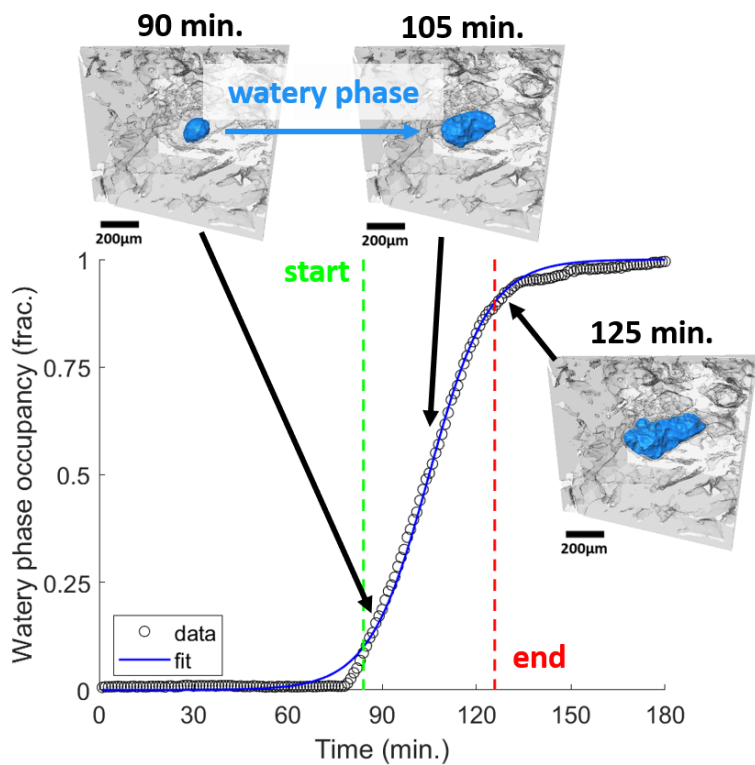 90 min.
105 min.
watery phase
200μm
200μm
start
125 min.
200μm
end
Watery phase occupancy (frac.)
1
0.75
0.5
0.25
0
data
fit
0
30
60
90
120
150
180
Time (min.)